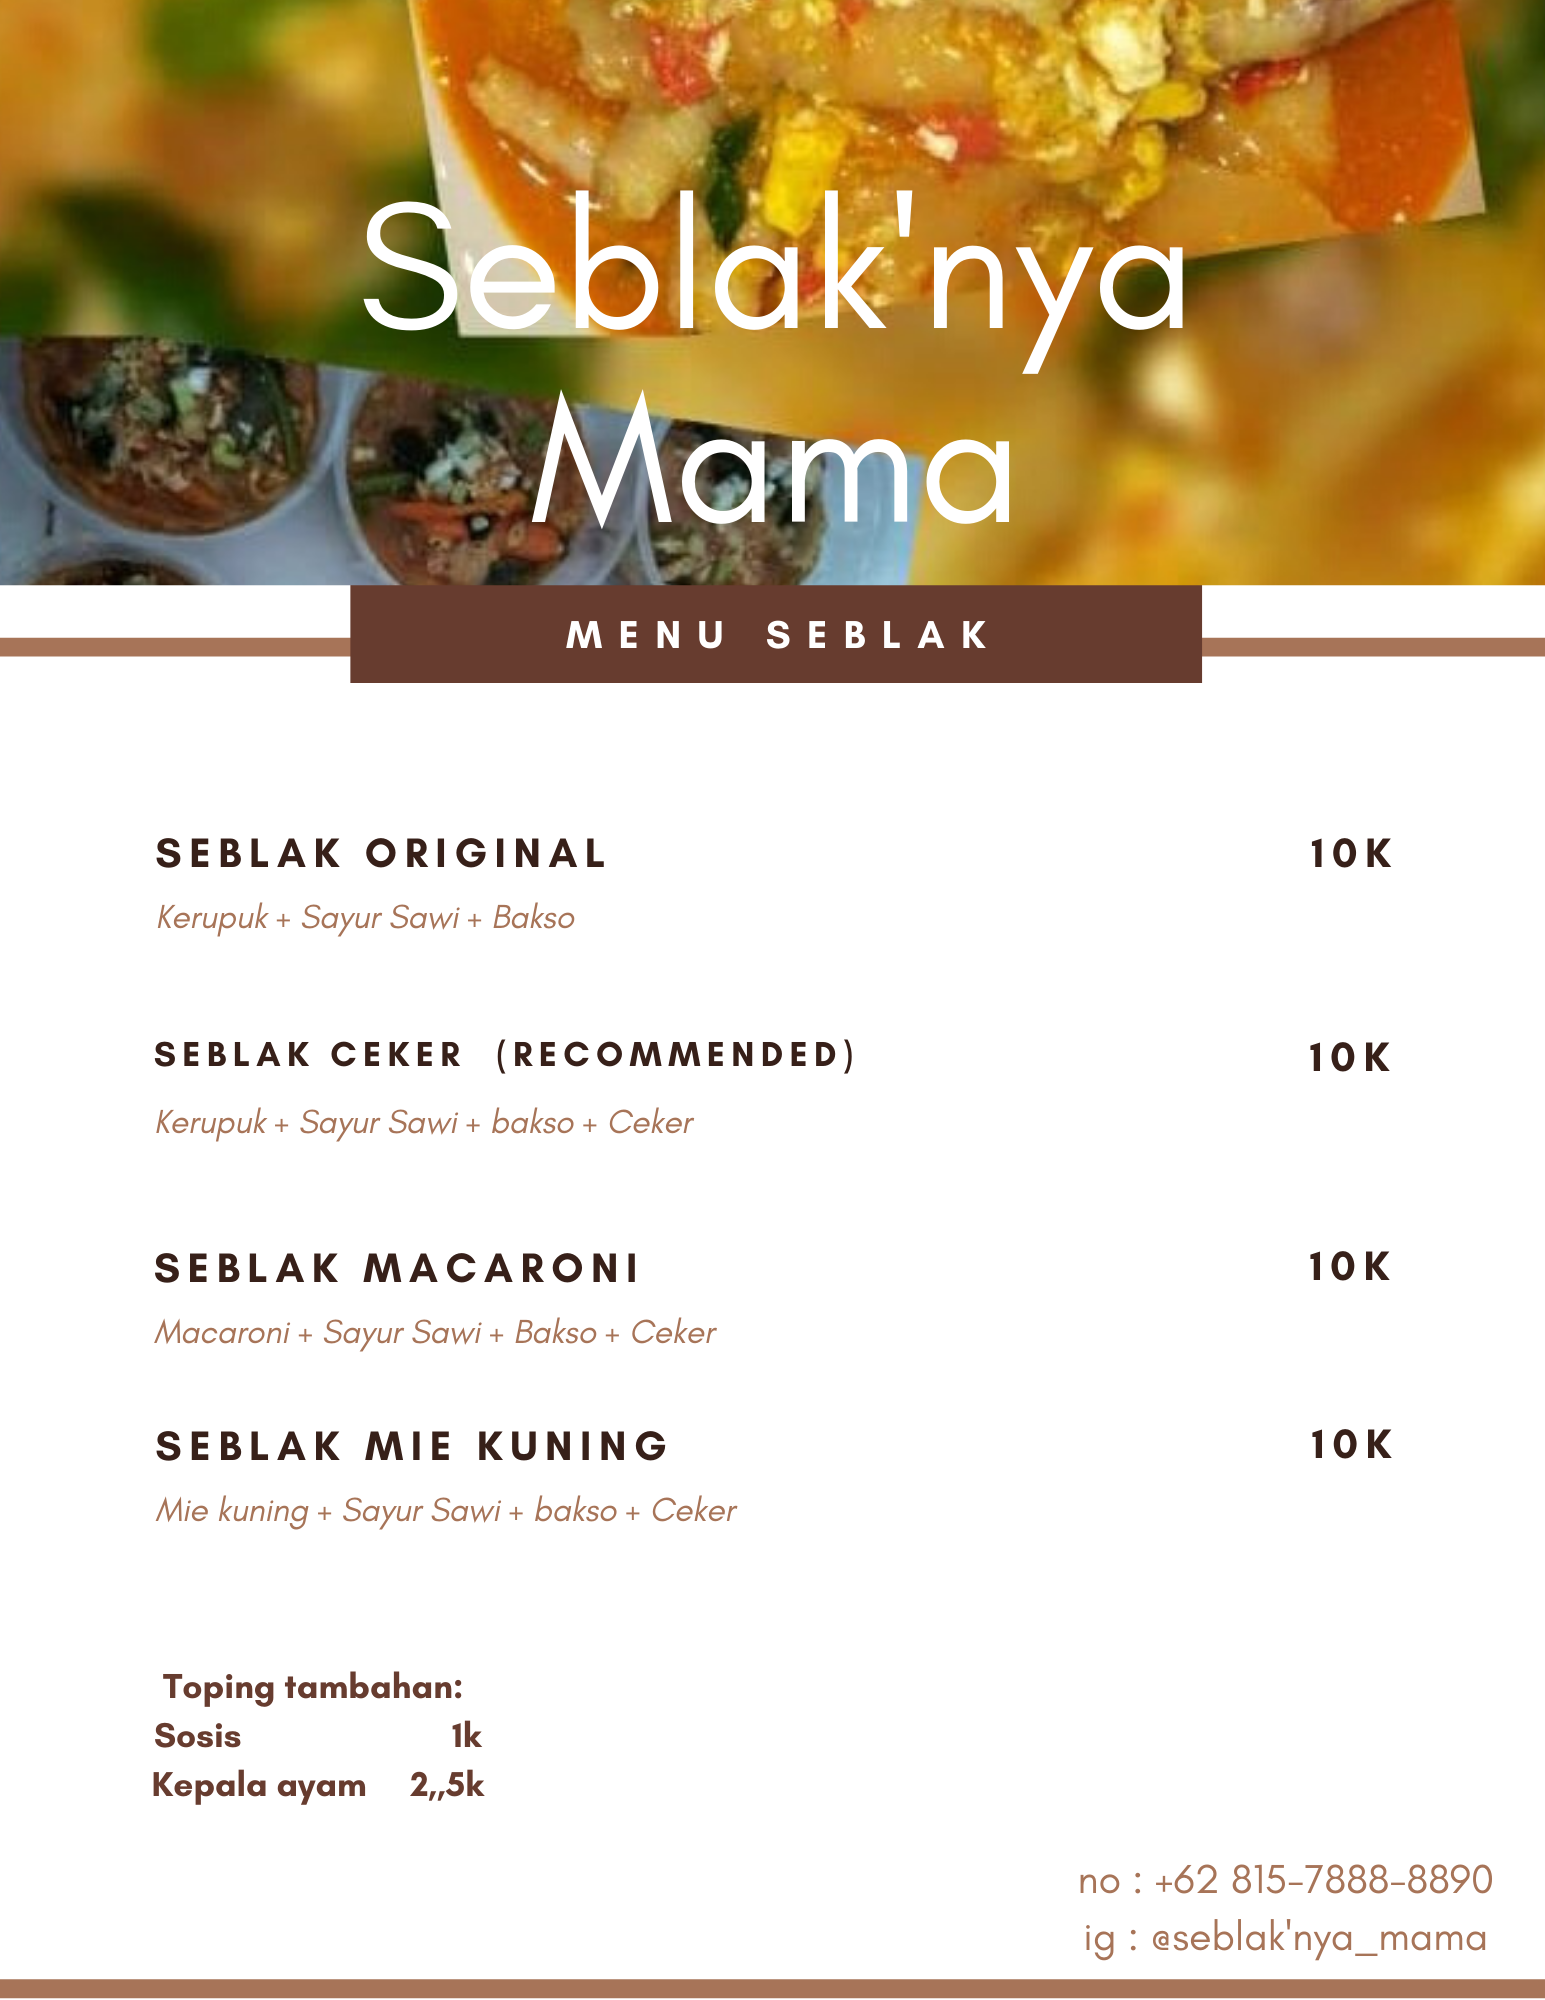 Seblak'nya
Mama
MENU SEBLAK
SEBLAK ORIGINAL 10K
Kerupuk + Sayur Sawi + Bakso
SEBLAK CEKER (RECOMMENDED) 10K
Kerupuk + Sayur Sawi + bakso + Ceker
SEBLAK MACARONI 10K
Macaroni + Sayur Sawi + Bakso + Ceker
SEBLAK MIE KUNING 10K
Mie kuning + Sayur Sawi + bakso + Ceker
Toping tambahan:
Sosis 1k
Kepala ayam 2,,5k
no : +62 815-7888-8890
ig : @seblak'nya_mama